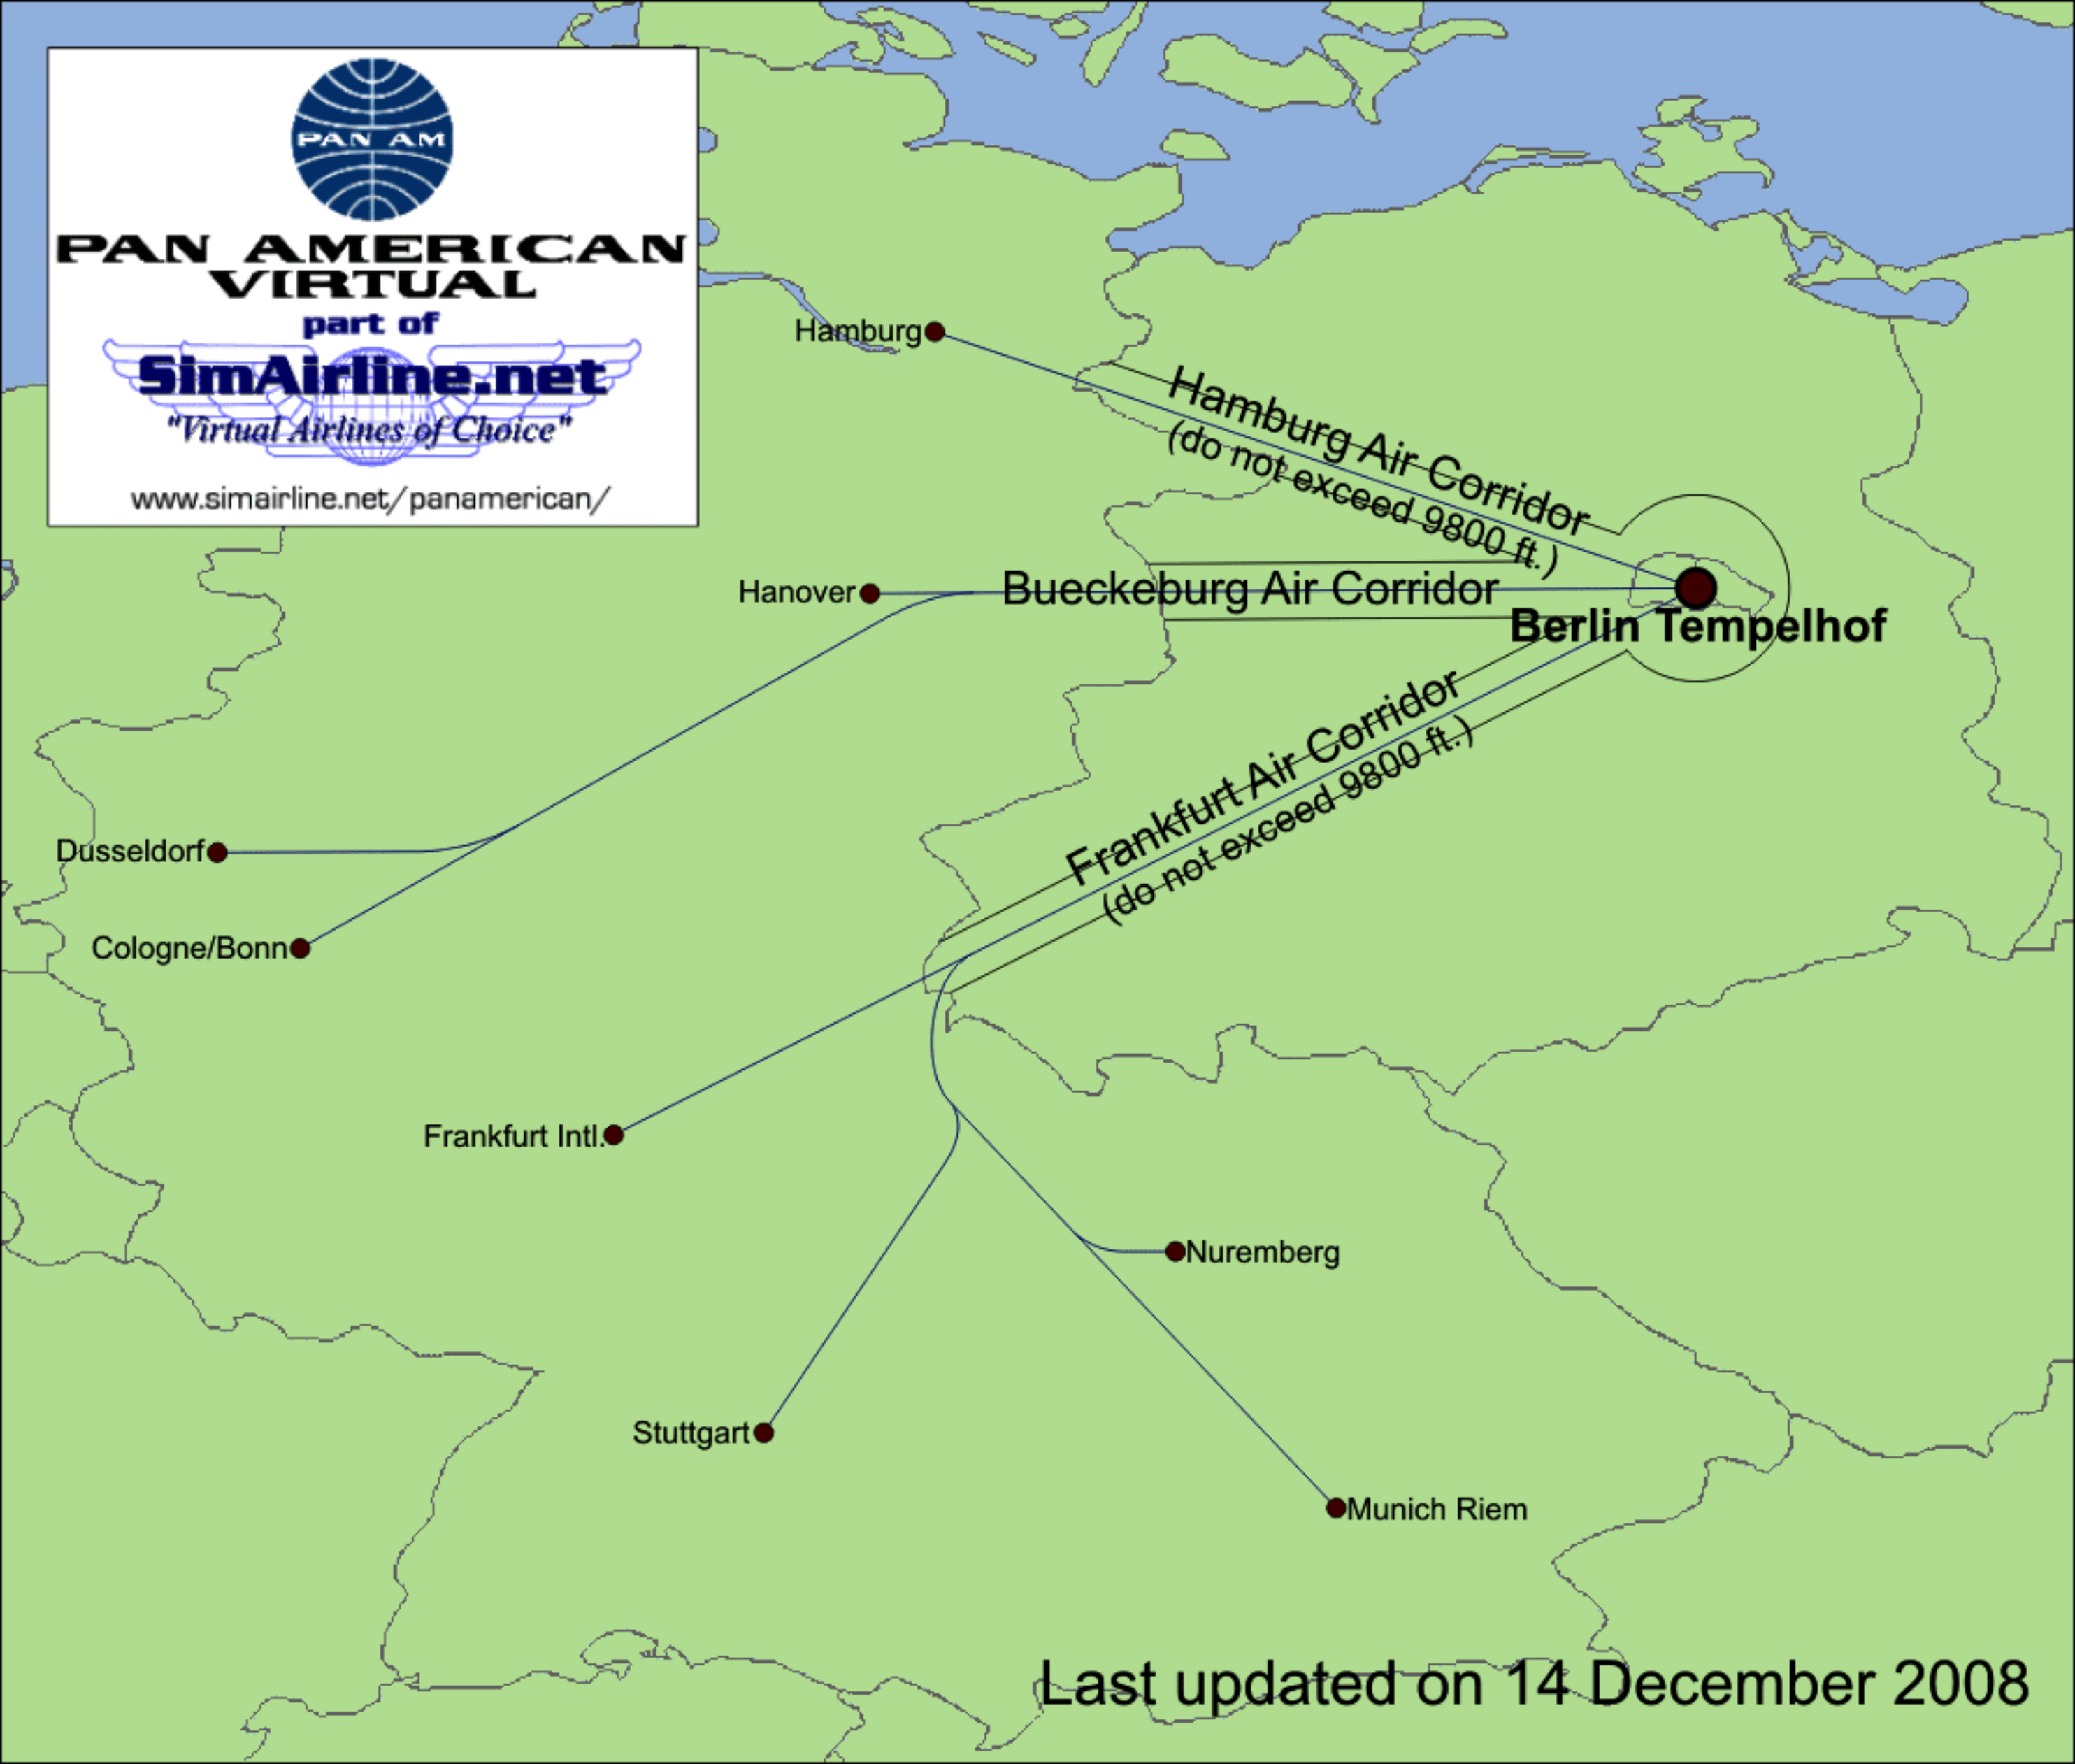 PAN AM
PAN AMERICAN
VIRTUAL
part of
SimAirline.net
"Virtual Airlines of Choice"
www.simairline.net/panamerican/
Hamburg
Hamburg Air Corridor
(do not exceed 9800 ft.)
Hanover
Bueckeburg Air Corridor
Berlin Tempelhof
Frankfurt Air Corridor
(do not exceed 9800 ft.)
Dusseldorf
Cologne/Bonn
Frankfurt Intl.
Nuremberg
Stuttgart
Munich Riem
Last updated on 14 December 2008